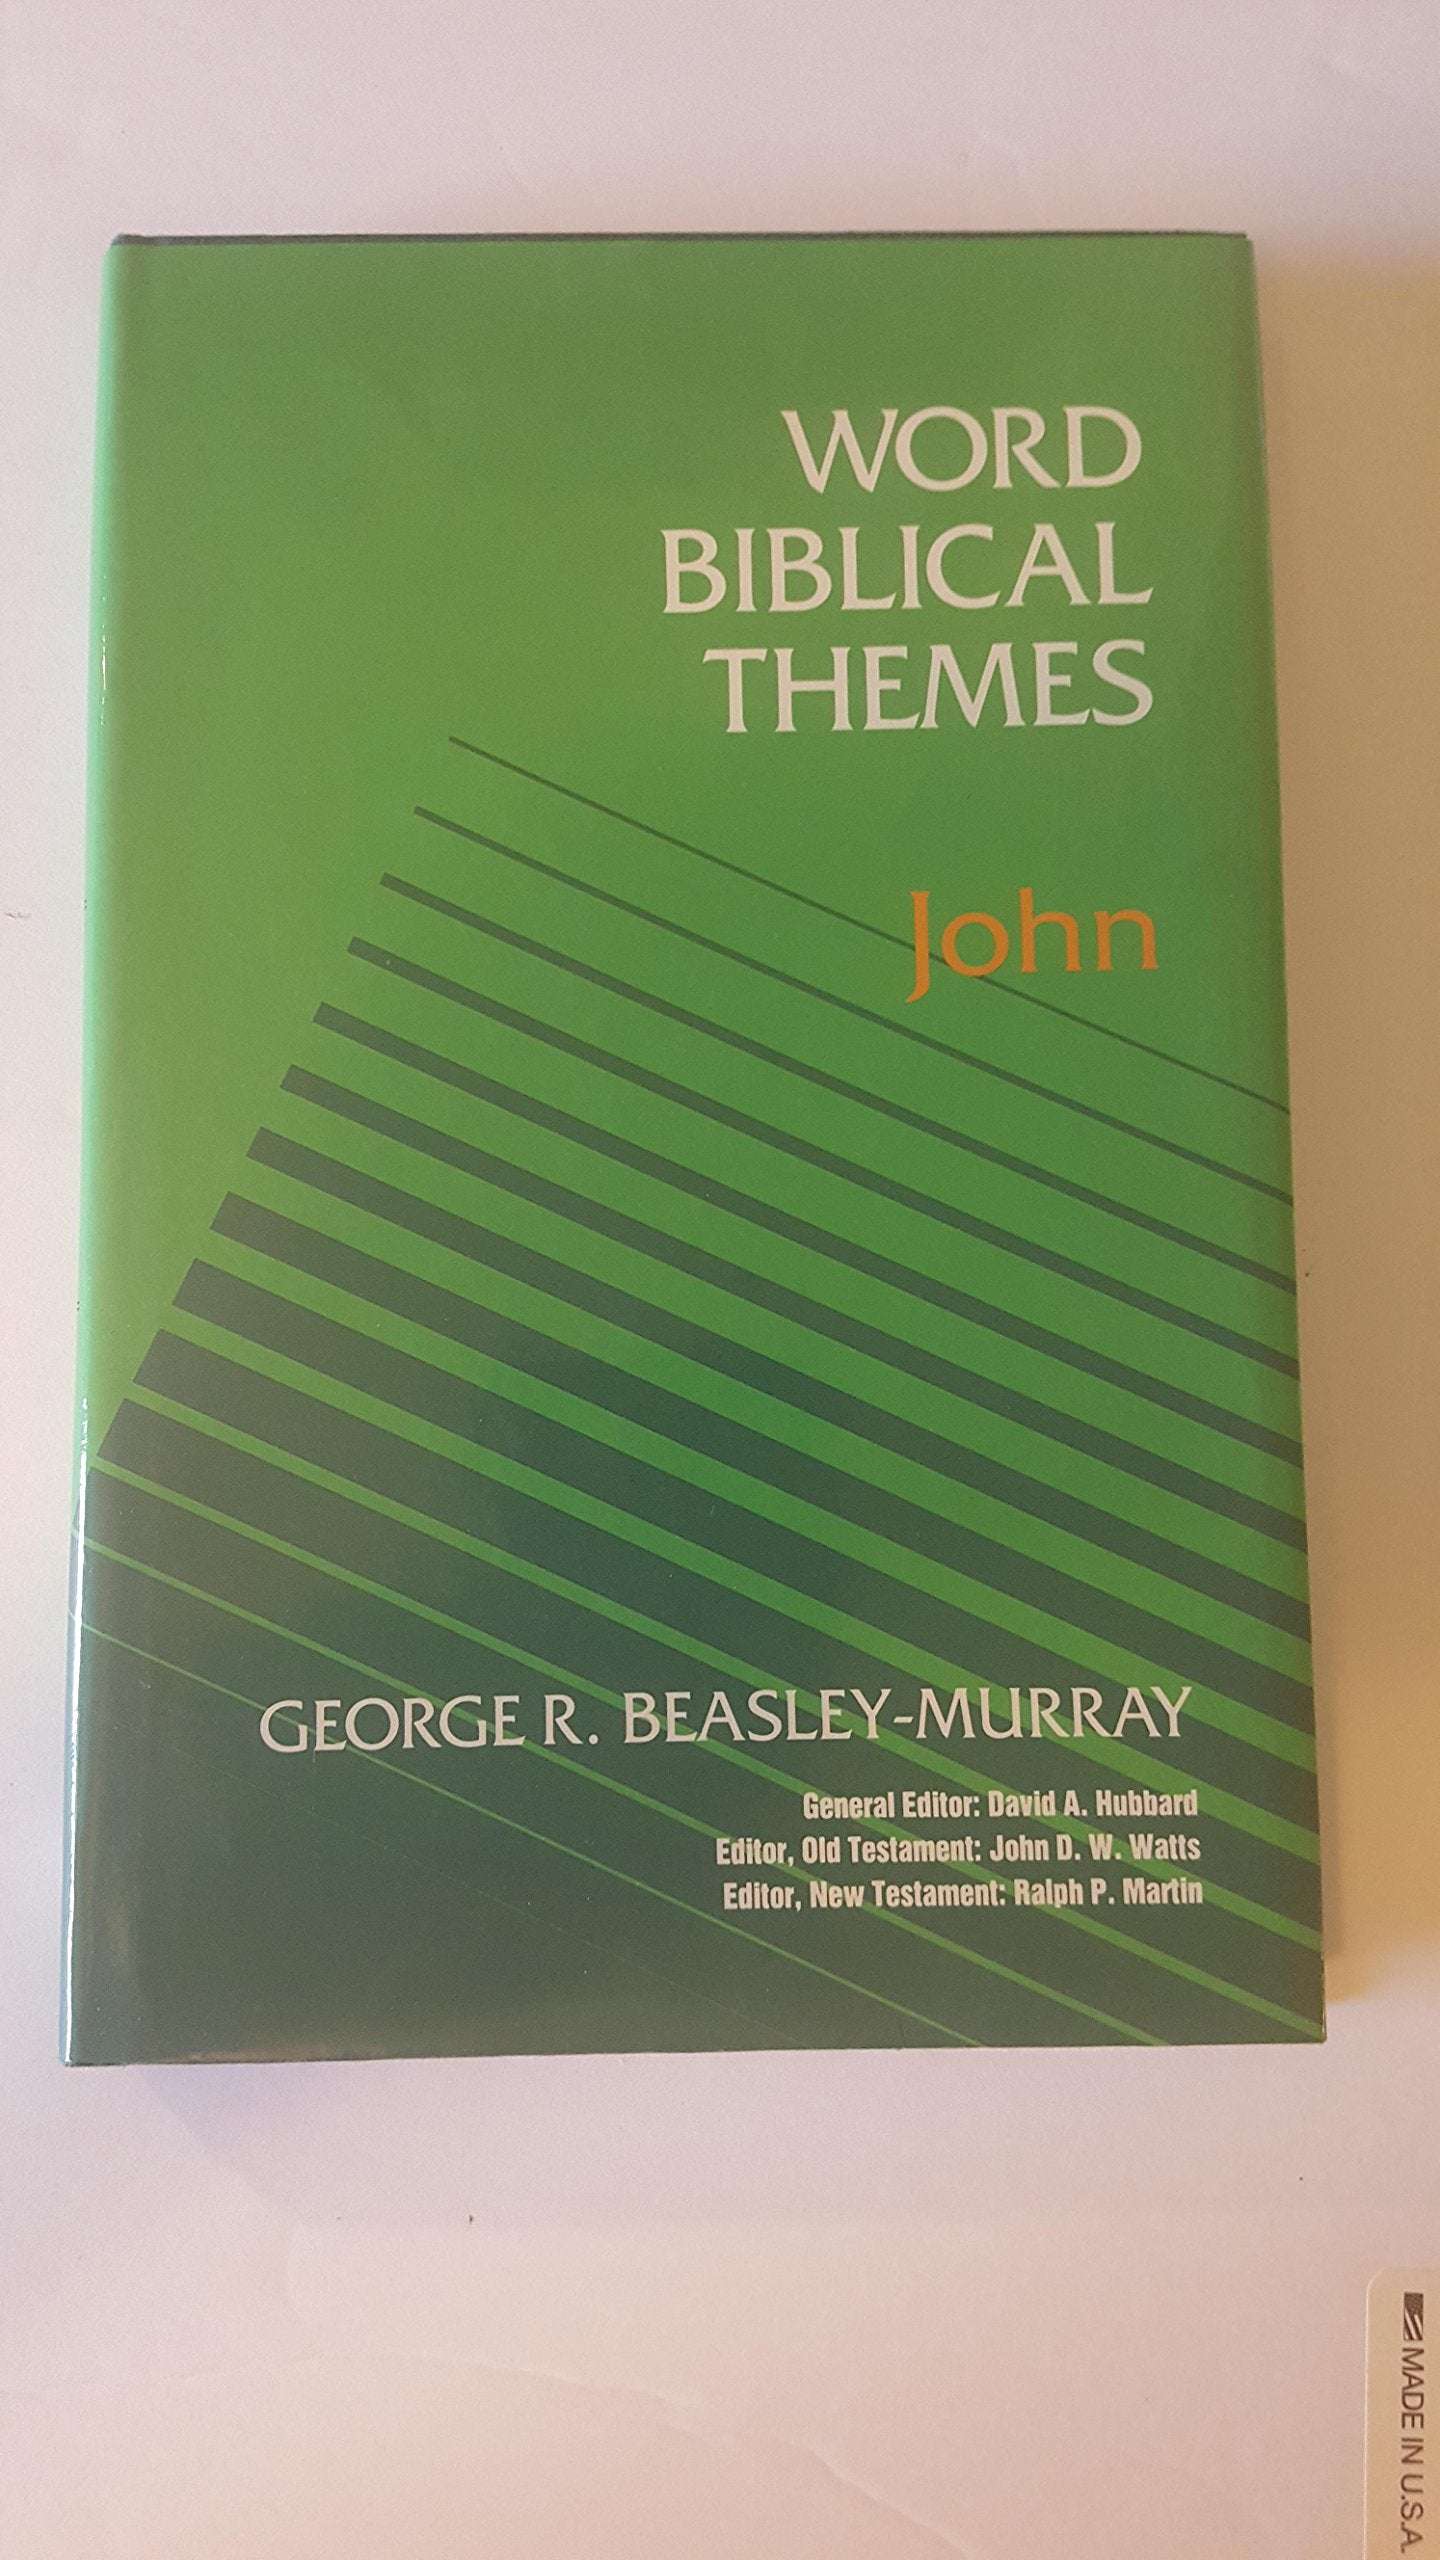 WORD
BIBLICAL
THEMES
John
GEORGE R. BEASLEY-MURRAY
General Editor: David A. Hubbard
Editor, Old Testament: John D. W. Watts
Editor, New Testament: Ralph P. Martin
MADE IN U.S.A.